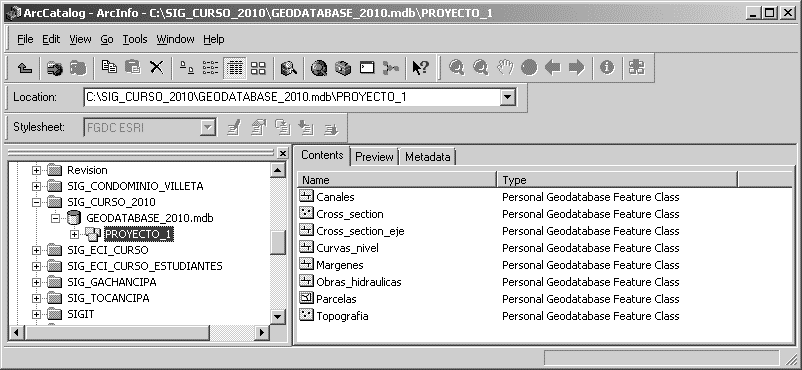 ArcCatalog - ArcInfo - C:\SIG_CURSO_2010\GEODATABASE_2010.mdb\PROYECTO_1
File Edit View Go Tools Window Help
Location: C:\SIG_CURSO_2010\GEODATABASE_2010.mdb\PROYECTO_1
Stylesheet: FGDC ESRI
Revision
SIG_CONDOMINIO_VILLETA
SIG_CURSO_2010
GEODATABASE_2010.mdb
PROYECTO_1
SIG_ECI_CURSO
SIG_ECI_CURSO_ESTUDIANTES
SIG_GACHANCIPA
SIG_TOCANCIPA
SIGIT
Contents Preview Metadata
Name Type
Canales Personal Geodatabase Feature Class
Cross_section Personal Geodatabase Feature Class
Cross_section_eje Personal Geodatabase Feature Class
Curvas_nivel Personal Geodatabase Feature Class
Margenes Personal Geodatabase Feature Class
Obras_hidraulicas Personal Geodatabase Feature Class
Parcelas Personal Geodatabase Feature Class
Topografia Personal Geodatabase Feature Class